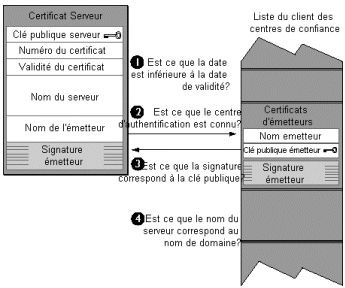 Certificat Serveur
Clé publique serveur
Numéro du certificat
Validité du certificat
Nom du serveur
Nom de l'émetteur
Signature
émetteur
Liste du client des
centres de confiance
1 Est ce que la date
est inférieure à la date
de validité?
2 Est ce que le centre
d'authentification est connu?
3 Est ce que la signature
correspond à la clé publique?
4 Est ce que le nom du
serveur correspond au
nom de domaine?
Certificats
d'émetteurs
Nom emetteur
Clé publique émetteur
Signature
émetteur